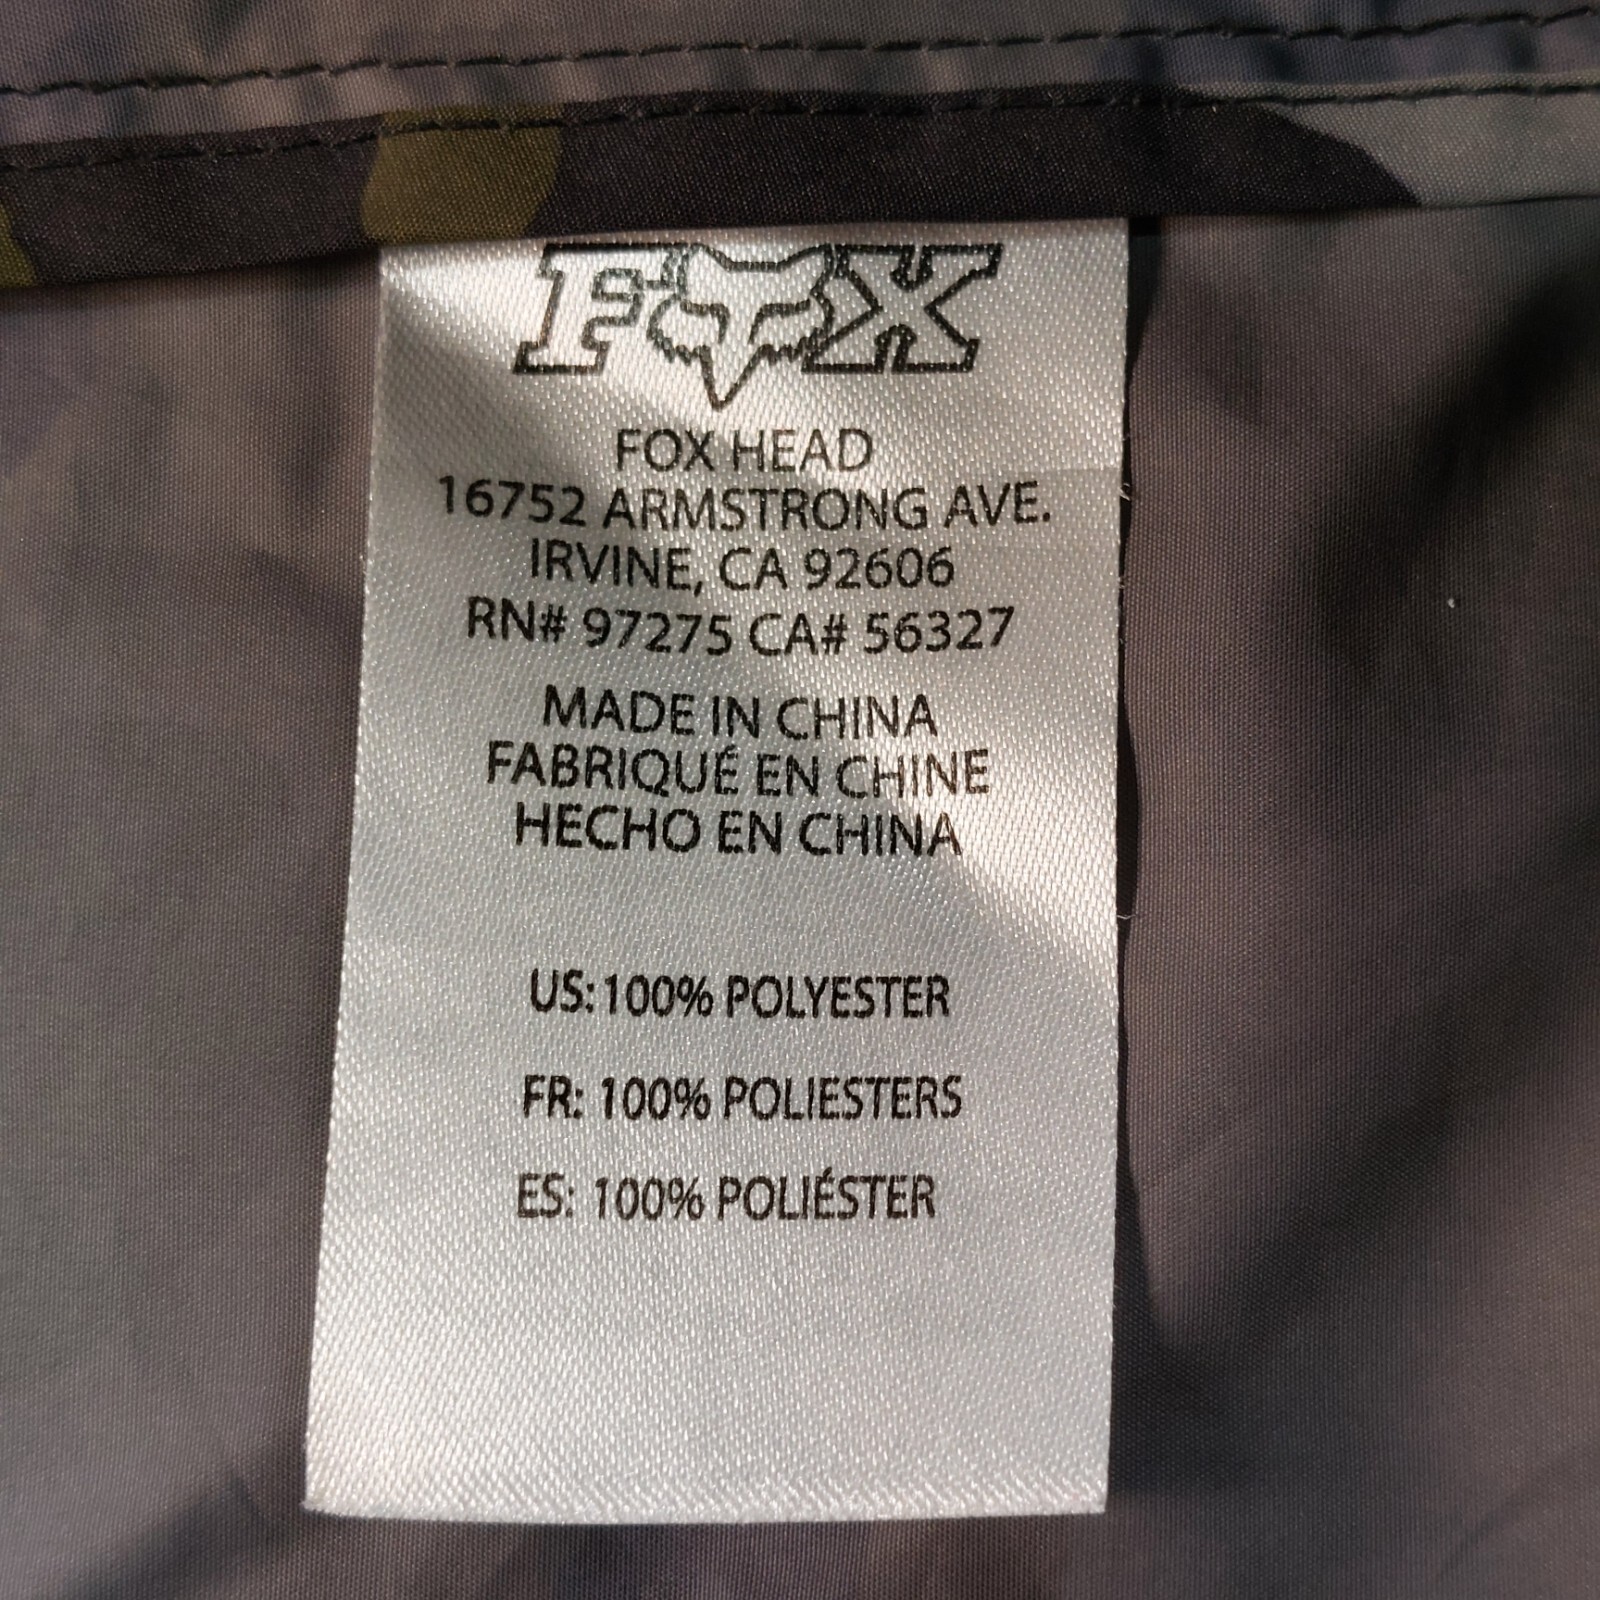 FOX
FOX HEAD
16752 ARMSTRONG AVE.
IRVINE, CA 92606
RN# 97275 CA# 56327
MADE IN CHINA
FABRIQUÉ EN CHINE
HECHO EN CHINA
US:100% POLYESTER
FR: 100% POLIESTERS
ES: 100% POLIÉSTER